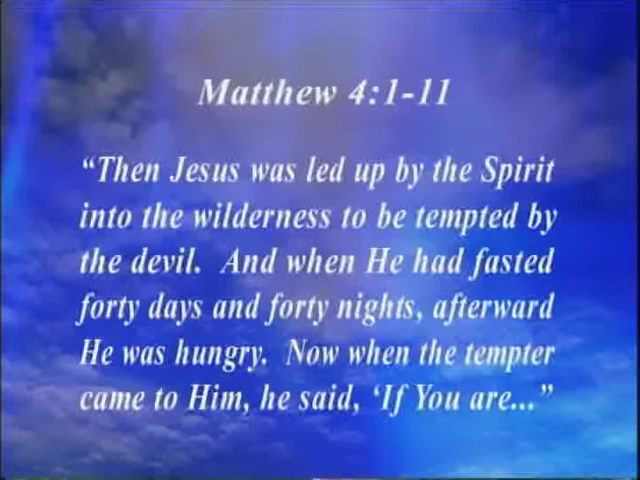 Matthew 4:1-11
“Then Jesus was led up by the Spirit
into the wilderness to be tempted by
the devil. And when He had fasted
forty days and forty nights, afterward
He was hungry. Now when the tempter
came to Him, he said, ‘If You are...”